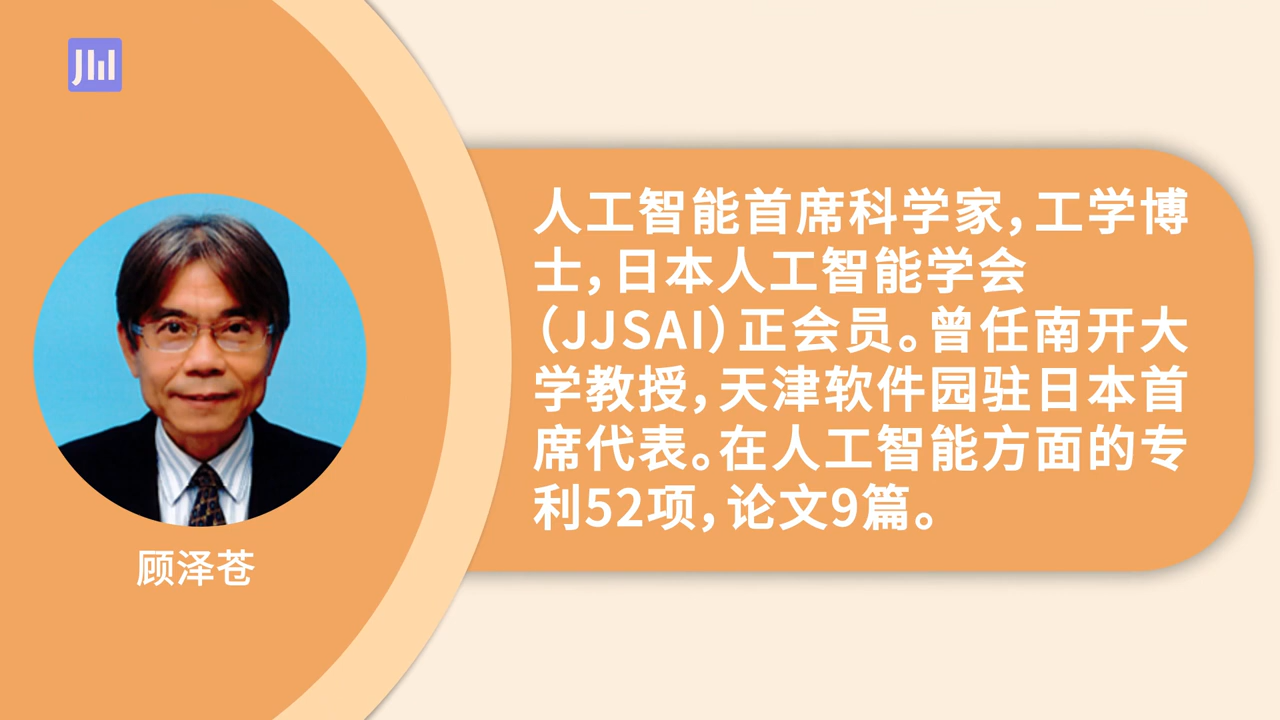 JW
顾泽苍
人工智能首席科学家，工学博
士，日本人工智能学会
（JJSAI）正会员。曾任南开大
学教授，天津软件园驻日本首
席代表。在人工智能方面的专
利52项，论文9篇。